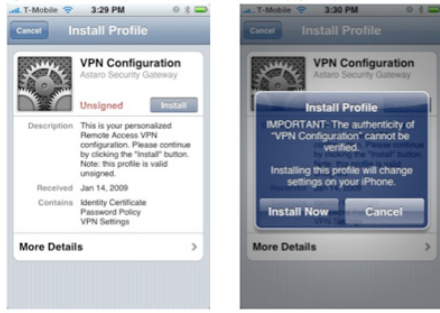 T-Mobile 3:29 PM
Cancel Install Profile
VPN Configuration
Astaro Security Gateway
Unsigned Install
Description This is your personalized
Remote Access VPN
configuration. Please continue
by clicking the "Install" button.
Note: this profile is valid
unsigned.
Received Jan 14, 2009
Contains Identity Certificate
Password Policy
VPN Settings
More Details
T-Mobile 3:30 PM
Cancel Install Profile
VPN Configuration
Astaro Security Gateway
Install Profile
IMPORTANT: The authenticity of
"VPN Configuration" cannot be
verified.
Installing this profile will change
settings on your iPhone.
Install Now Cancel
VPN Settings
More Details